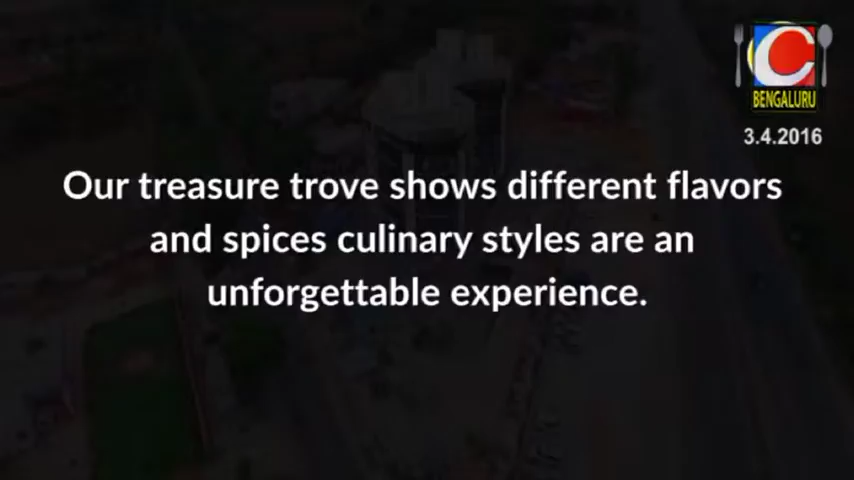 C
BENGALURU
3.4.2016
Our treasure trove shows different flavors
and spices culinary styles are an
unforgettable experience.